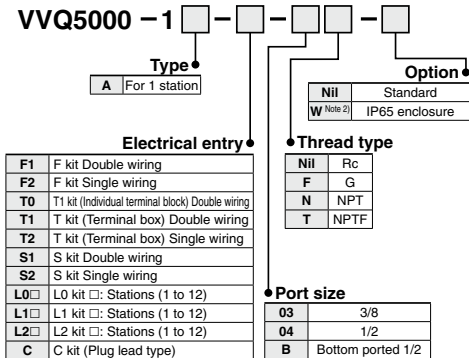 VVQ5000 – 1□ – □ – □□ – □
Type
A For 1 station
Option
Nil Standard
W Note 2) IP65 enclosure
Electrical entry
F1 F kit Double wiring
F2 F kit Single wiring
T0 T1 kit (Individual terminal block) Double wiring
T1 T kit (Terminal box) Double wiring
T2 T kit (Terminal box) Single wiring
S1 S kit Double wiring
S2 S kit Single wiring
L0□ L0 kit □: Stations (1 to 12)
L1□ L1 kit □: Stations (1 to 12)
L2□ L2 kit □: Stations (1 to 12)
C C kit (Plug lead type)
Thread type
Nil Rc
F G
N NPT
T NPTF
Port size
03 3/8
04 1/2
B Bottom ported 1/2